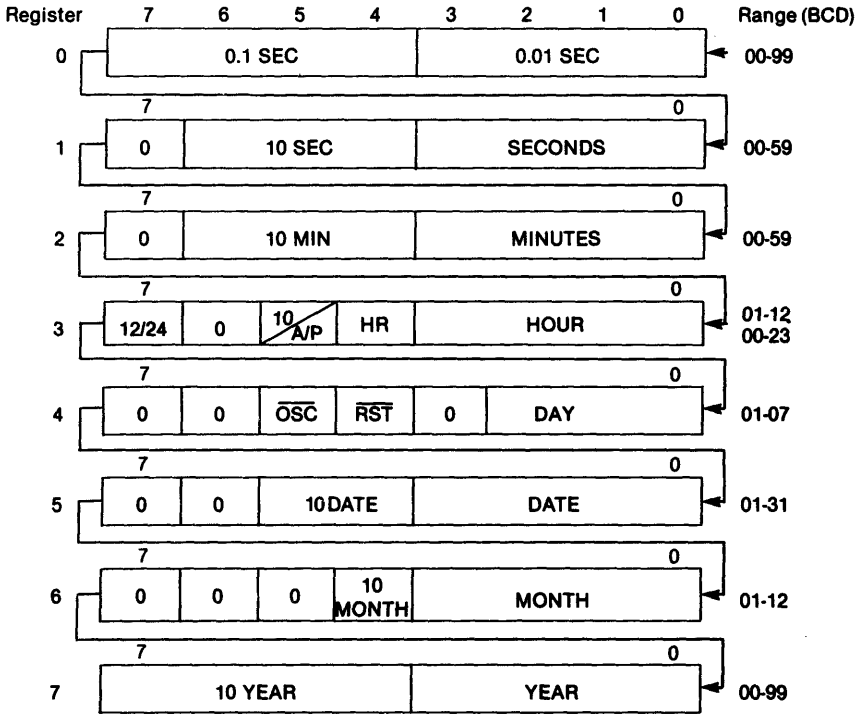 Register 7 6 5 4 3 2 1 0 Range (BCD)
0 0.1 SEC 0.01 SEC 00-99
7 0
1 0 10 SEC SECONDS 00-59
7 0
2 0 10 MIN MINUTES 00-59
7 0
3 12/24 0 10 A/P HR HOUR 01-12
00-23
7 0
4 0 0 OSC RST 0 DAY 01-07
7 0
5 0 0 10 DATE DATE 01-31
7 0
6 0 0 0 10 MONTH MONTH 01-12
7 0
7 10 YEAR YEAR 00-99